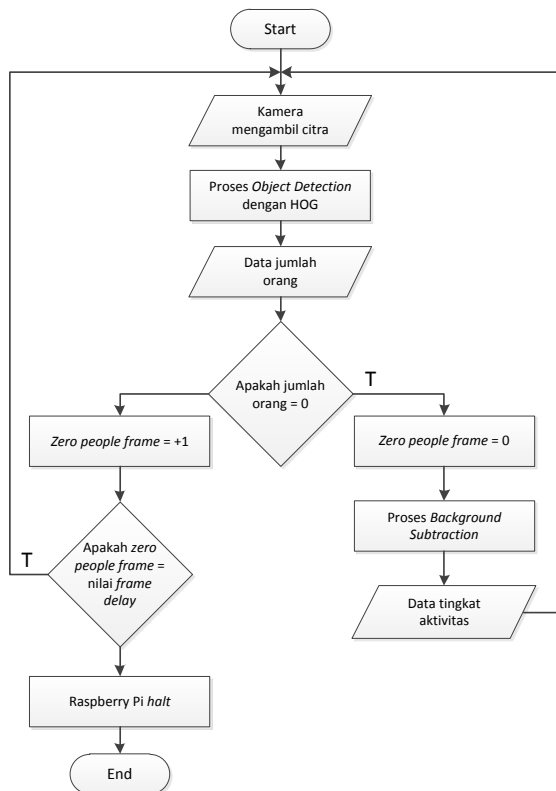 Start
Kamera
mengambil citra
Proses Object Detection
dengan HOG
Data jumlah
orang
Apakah jumlah
orang = 0
T
Zero people frame = +1
Zero people frame = 0
Apakah zero
people frame =
nilai frame
delay
T
Proses Background
Subtraction
Data tingkat
aktivitas
Raspberry Pi halt
End